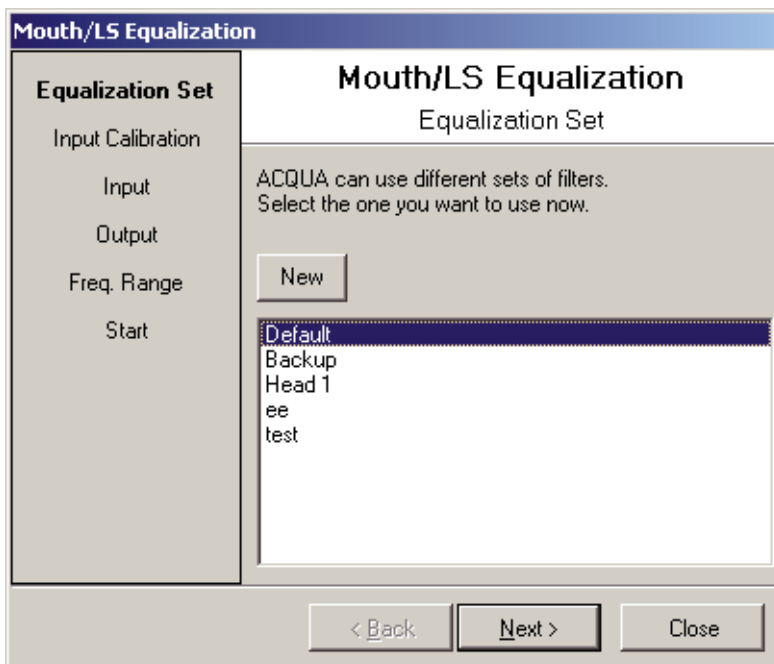 Mouth/LS Equalization
Equalization Set
Input Calibration
Input
Output
Freq. Range
Start
Mouth/LS Equalization
Equalization Set
ACQUA can use different sets of filters.
Select the one you want to use now.
New
Default
Backup
Head 1
ee
test
< Back
Next >
Close